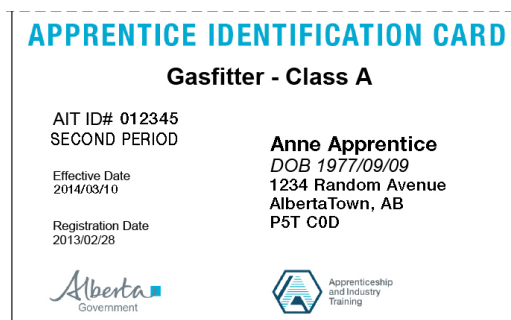 APPRENTICE IDENTIFICATION CARD
Gasfitter - Class A
AIT ID# 012345
SECOND PERIOD
Effective Date
2014/03/10
Registration Date
2013/02/28
Anne Apprentice
DOB 1977/09/09
1234 Random Avenue
AlbertaTown, AB
P5T C0D
Alberta
Government
Apprenticeship
and Industry
Training